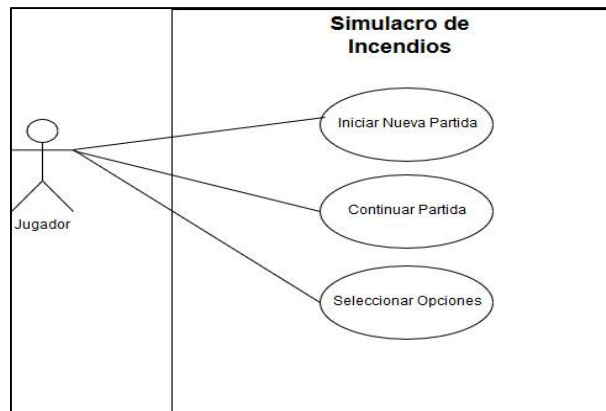 Simulacro de
Incendios
Iniciar Nueva Partida
Continuar Partida
Jugador
Seleccionar Opciones